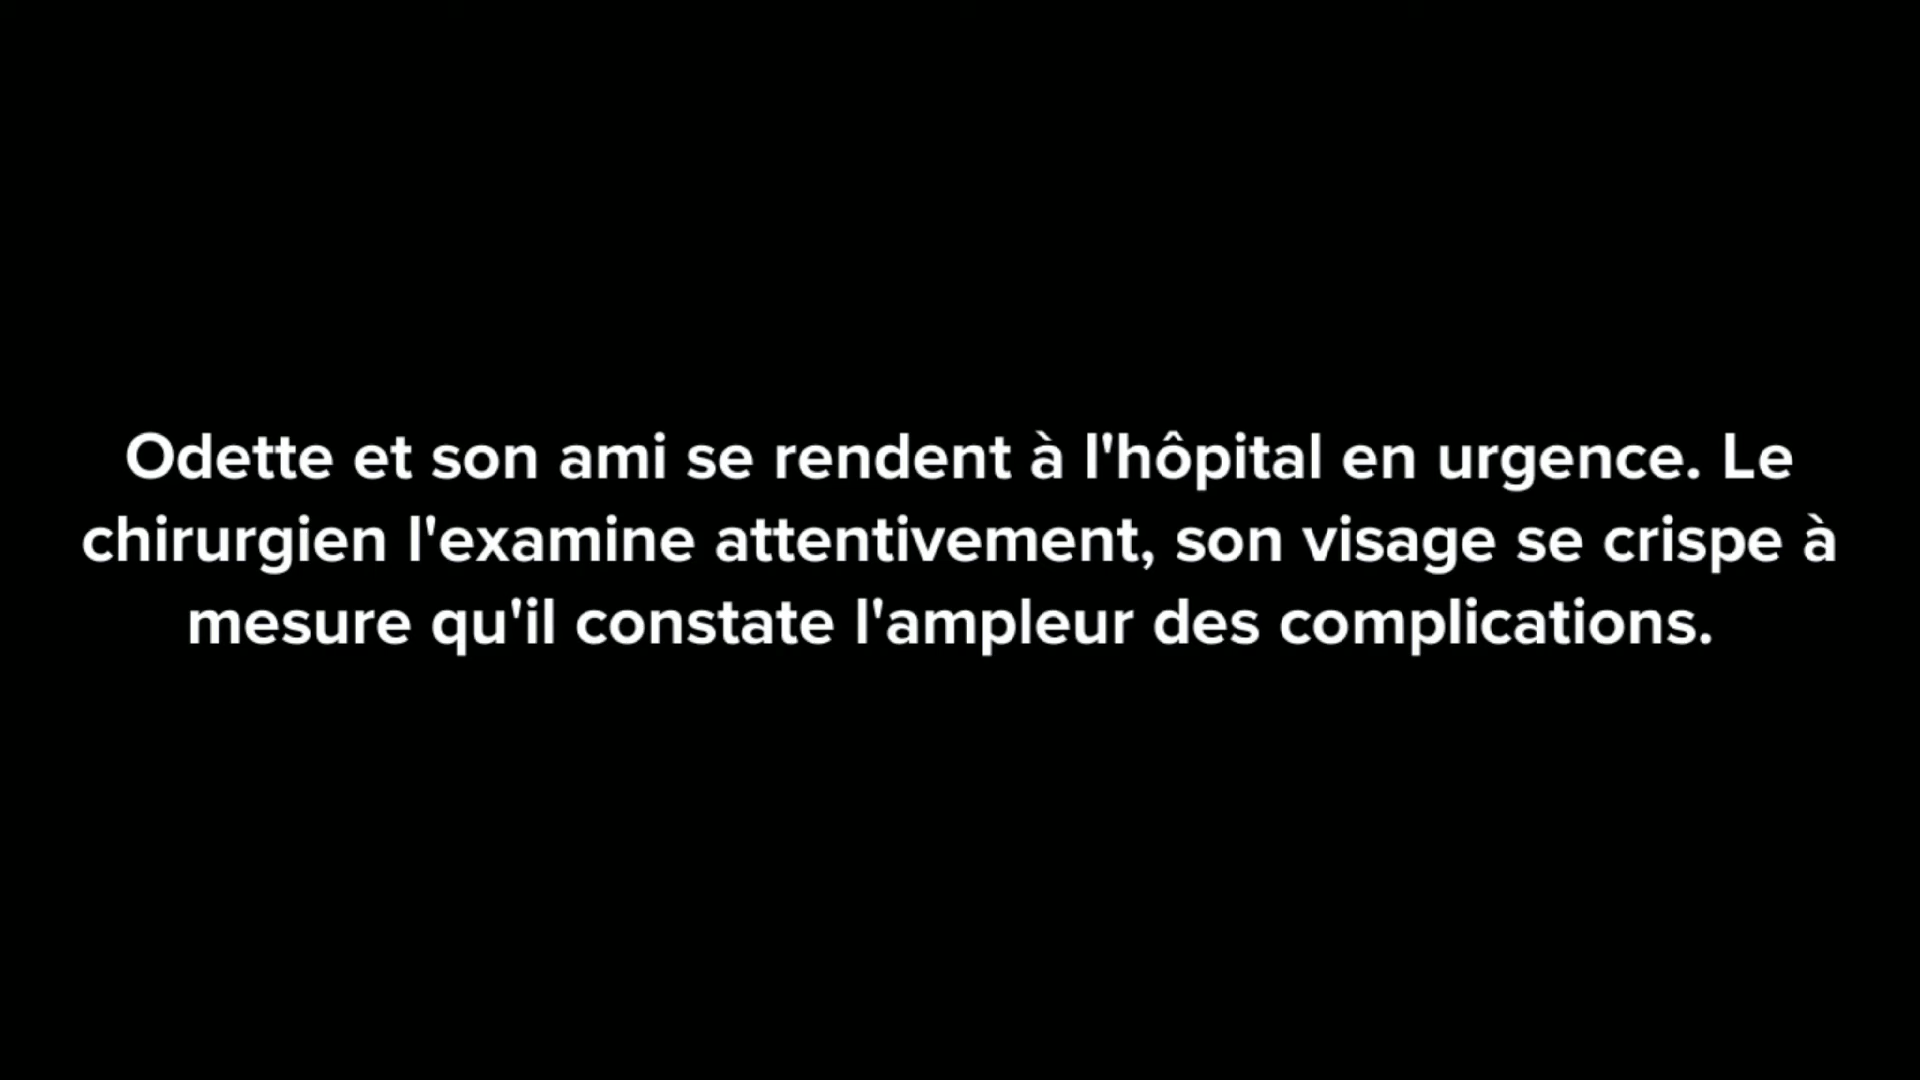 Odette et son ami se rendent à l'hôpital en urgence. Le
chirurgien l'examine attentivement, son visage se crispe à
mesure qu'il constate l'ampleur des complications.